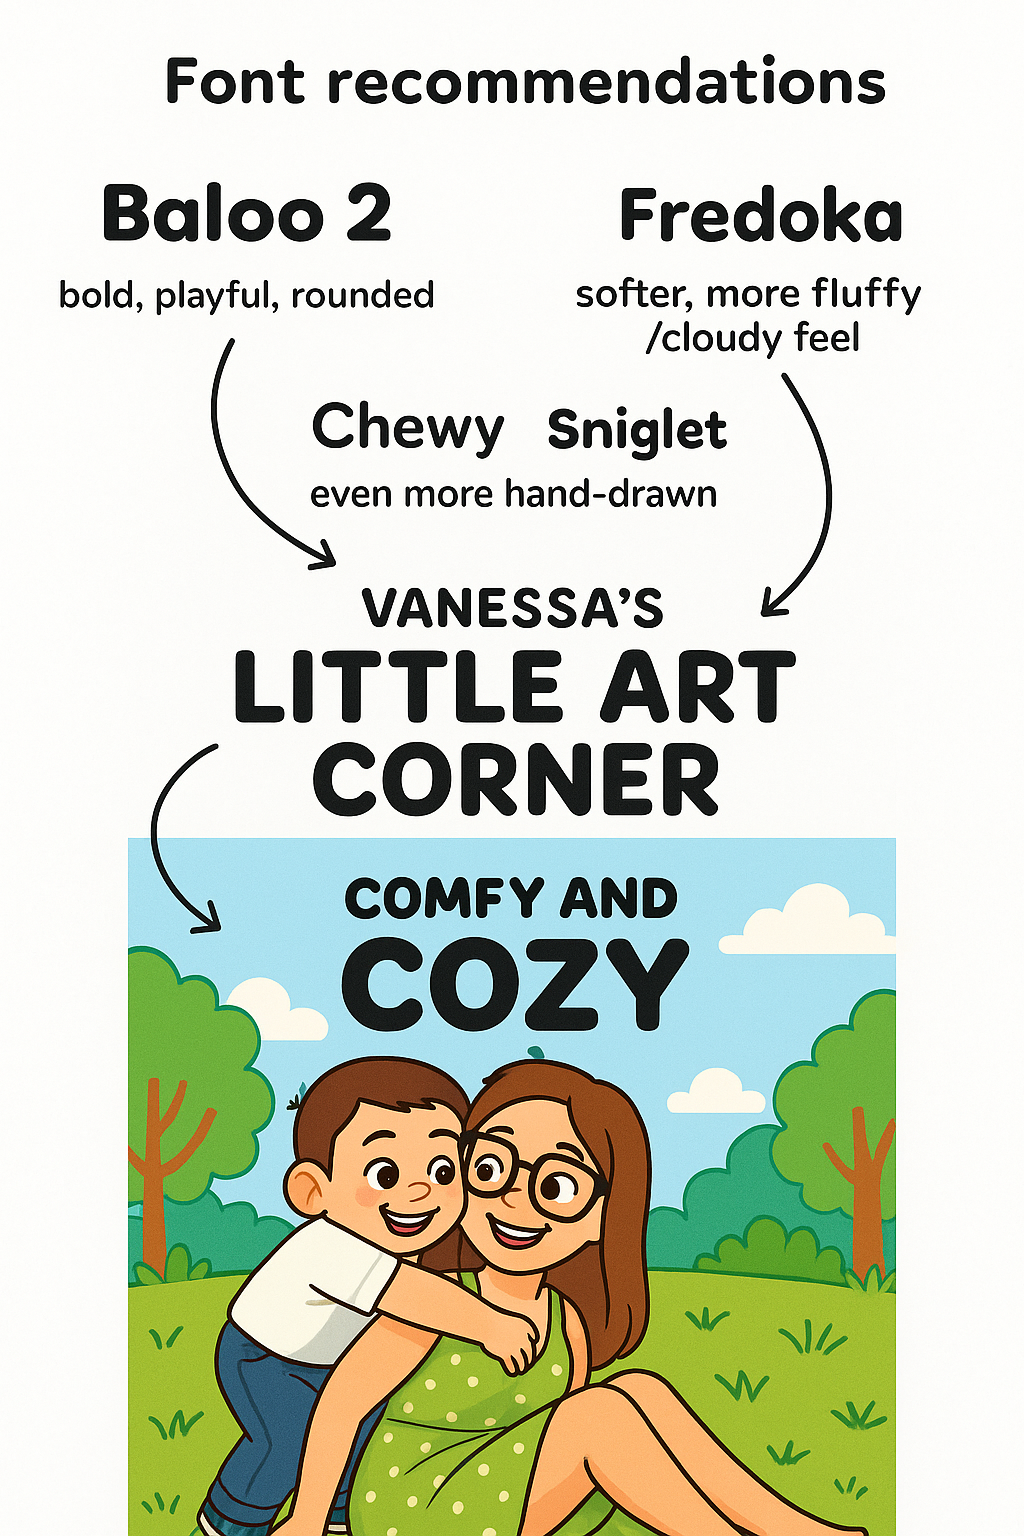 Font recommendations
Baloo 2
bold, playful, rounded
Fredoka
softer, more fluffy
/cloudy feel
Chewy Sniglet
even more hand-drawn
VANESSA'S
LITTLE ART
CORNER
COMFY AND
COZY